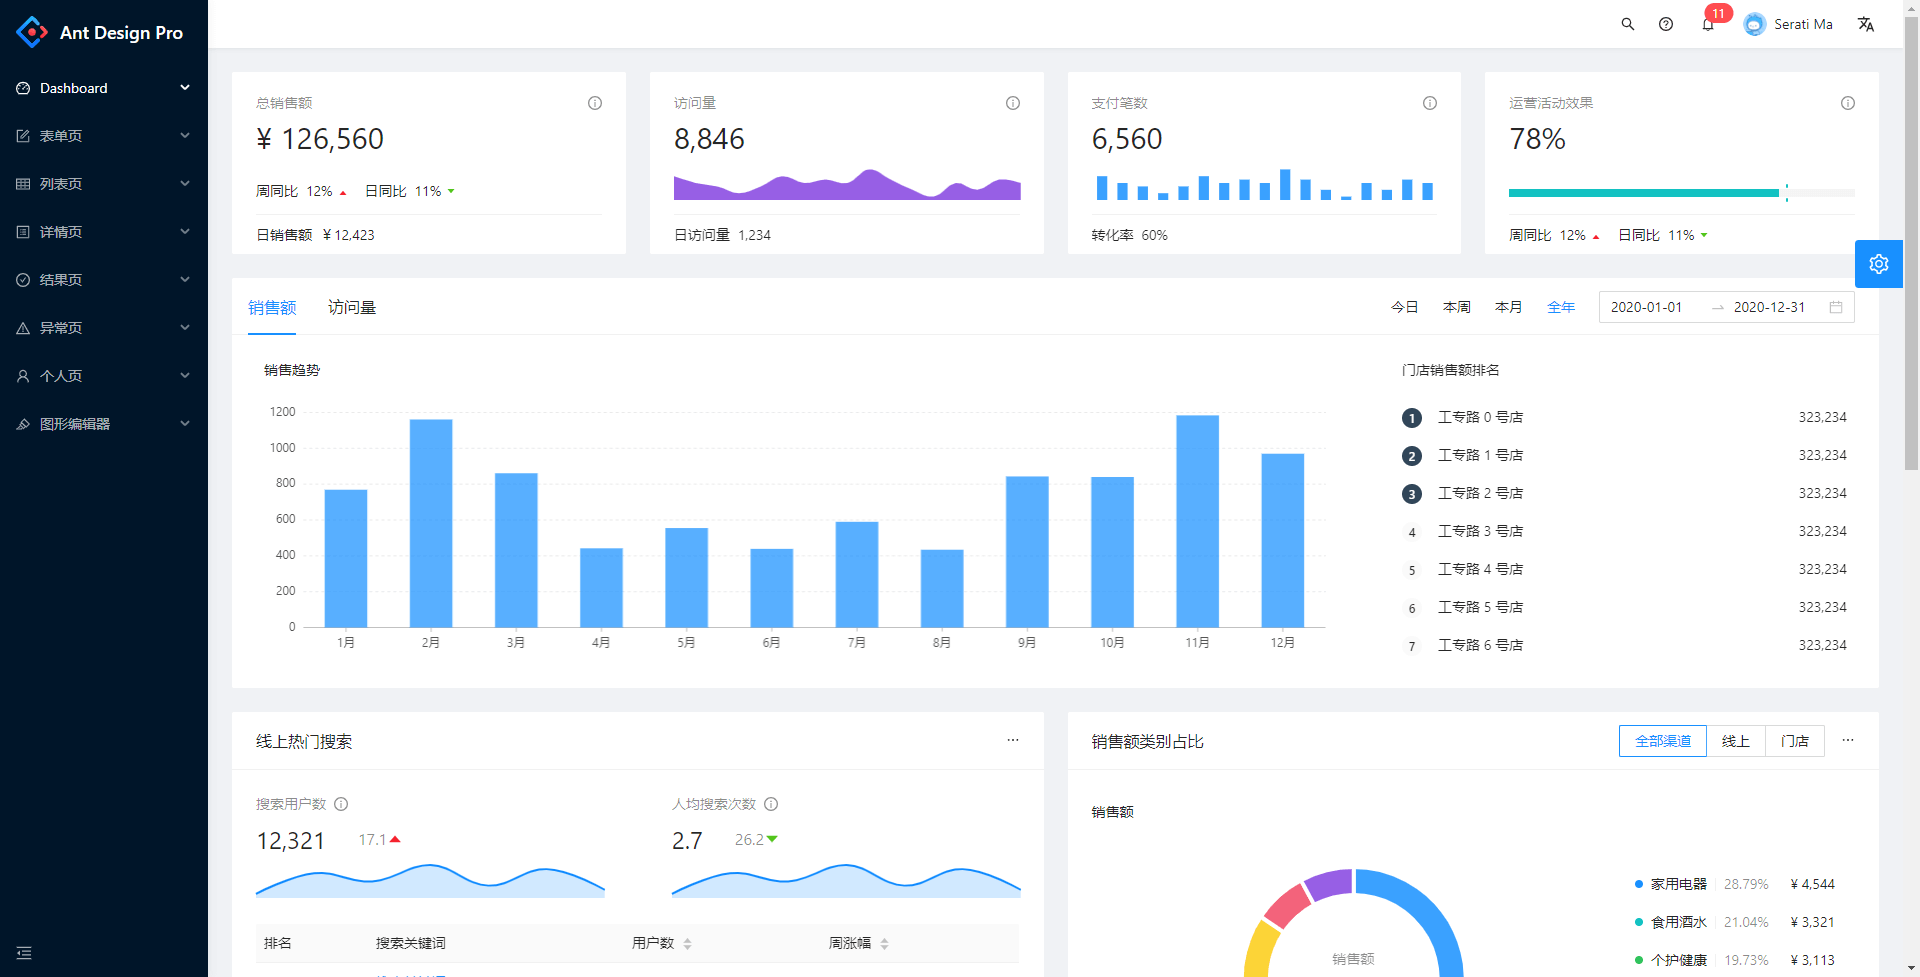 Ant Design Pro
11
Serati Ma
Dashboard
表单页
列表页
详情页
结果页
异常页
个人页
图形编辑器
总销售额
¥ 126,560
周同比 12% 日同比 11%
日销售额 ¥ 12,423
访问量
8,846
日访问量 1,234
支付笔数
6,560
转化率 60%
运营活动效果
78%
周同比 12% 日同比 11%
销售额 访问量
今日 本周 本月 全年 2020-01-01 2020-12-31
销售趋势
1200
1000
800
600
400
200
0
1月 2月 3月 4月 5月 6月 7月 8月 9月 10月 11月 12月
门店销售额排名
1 工专路 0 号店 323,234
2 工专路 1 号店 323,234
3 工专路 2 号店 323,234
4 工专路 3 号店 323,234
5 工专路 4 号店 323,234
6 工专路 5 号店 323,234
7 工专路 6 号店 323,234
线上热门搜索
搜索用户数
12,321 17.1
人均搜索次数
2.7 26.2
排名 搜索关键词 用户数 周涨幅
销售额类别占比
全部渠道 线上 门店
销售额
销售额
家用电器 28.79% ¥ 4,544
食用酒水 21.04% ¥ 3,321
个护健康 19.73% ¥ 3,113